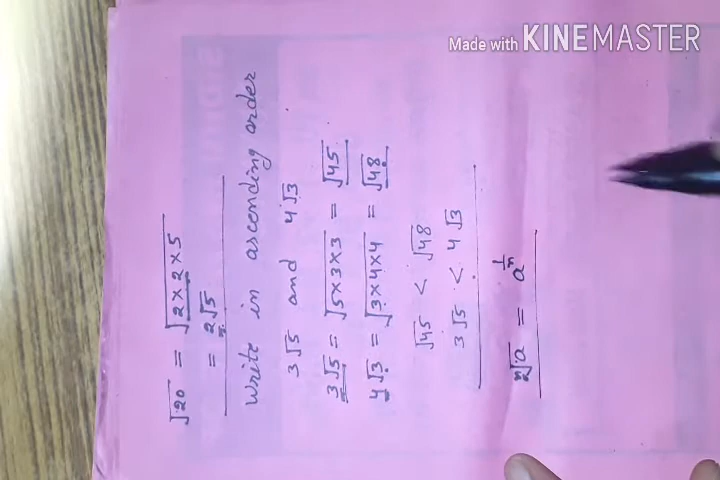 Made with KINEMASTER
√20 = √2×2×5
= 2√5
Write in ascending order
3√5 and 4√3
3√5 = √5×3×3 = √45
4√3 = √3×4×4 = √48
√45 < √48
3√5 < 4√3
ⁿ√a = a^(1/n)